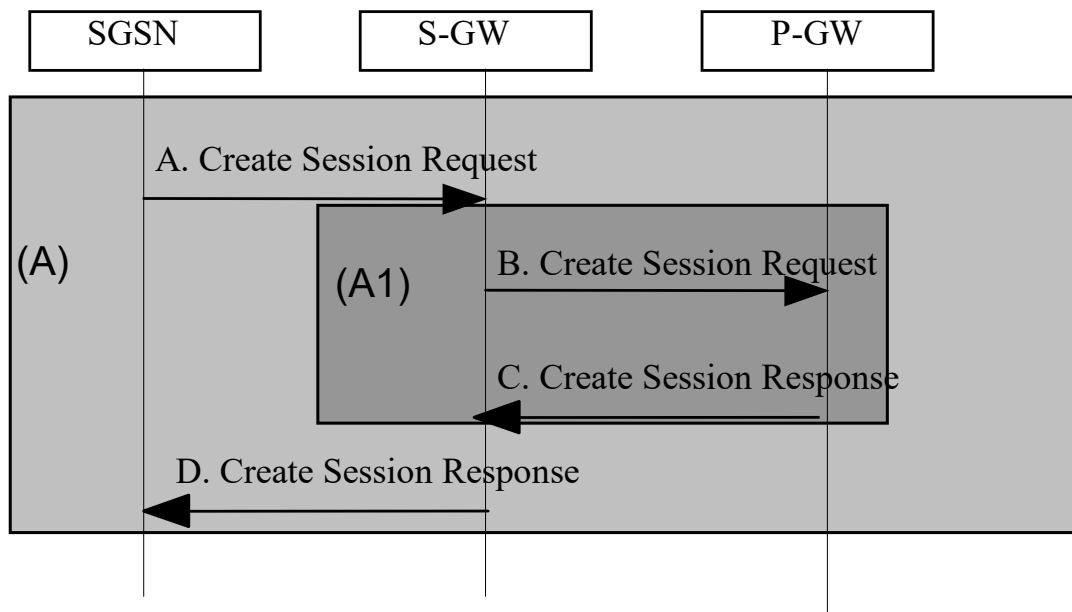 SGSN
S-GW
P-GW
A. Create Session Request
(A)
(A1)
B. Create Session Request
C. Create Session Response
D. Create Session Response